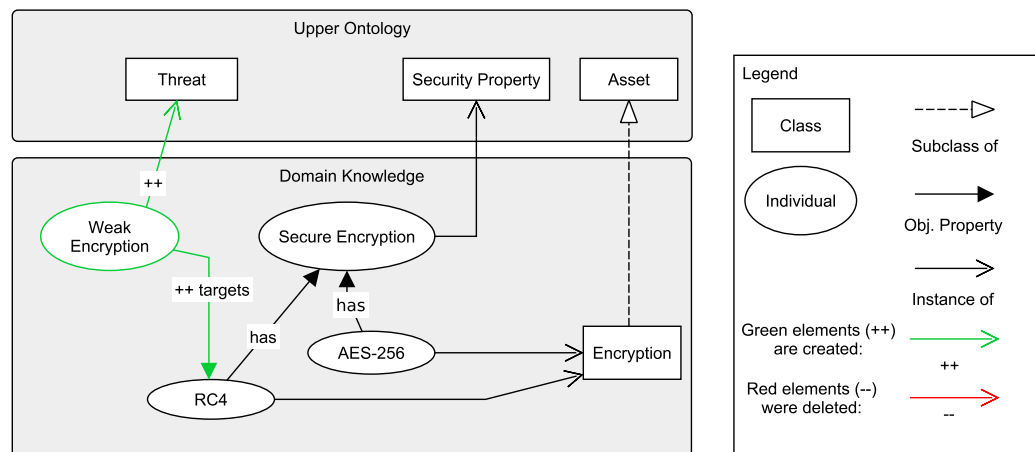 Upper Ontology
Threat
Security Property
Asset
++
Domain Knowledge
Weak
Encryption
Secure Encryption
++ targets
has
has
AES-256
Encryption
RC4
Legend
Class
Subclass of
Individual
Obj. Property
Instance of
Green elements (++)
are created:
++
Red elements (--)
were deleted:
--